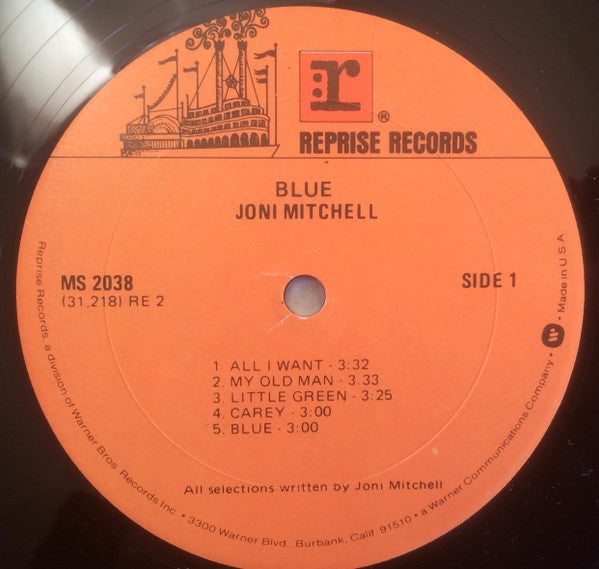 :r
®
REPRISE RECORDS
BLUE
JONI MITCHELL
MS 2038
(31,218) RE 2
SIDE 1
1 ALL I WANT - 3:32
2. MY OLD MAN - 3.33
3 LITTLE GREEN - 3:25
4. CAREY - 3:00
5. BLUE - 3:00
All selections written by Joni Mitchell
Reprise Records, a division of Warner Bros. Records Inc. • 3300 Warner Blvd., Burbank, Calif. 91510 • a Warner Communications Company • Made in U.S.A.